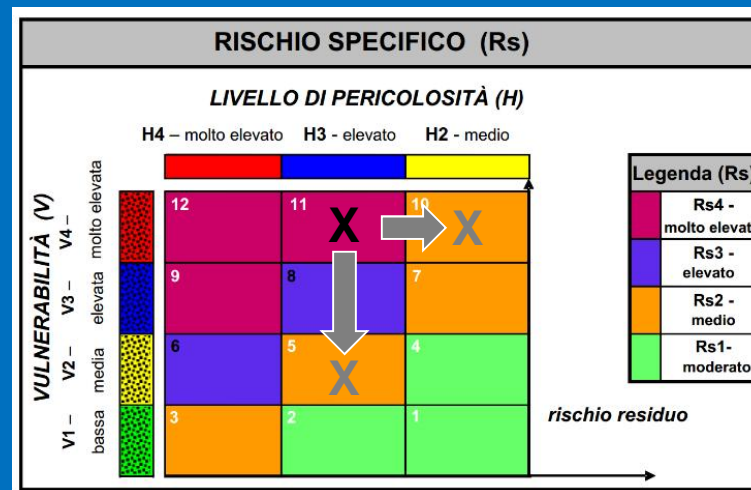 RISCHIO SPECIFICO (Rs)
LIVELLO DI PERICOLOSITÀ (H)
H4 – molto elevato H3 - elevato H2 - medio
VULNERABILITÀ (V)
V4 –
molto elevata
V3 –
elevata
V2 –
media
V1 –
bassa
12 11 10
X X
9 8 7
6 5 4
X
3 2 1
Legenda (Rs)
Rs4 -
molto elevat
Rs3 -
elevato
Rs2 -
medio
Rs1-
moderato
rischio residuo